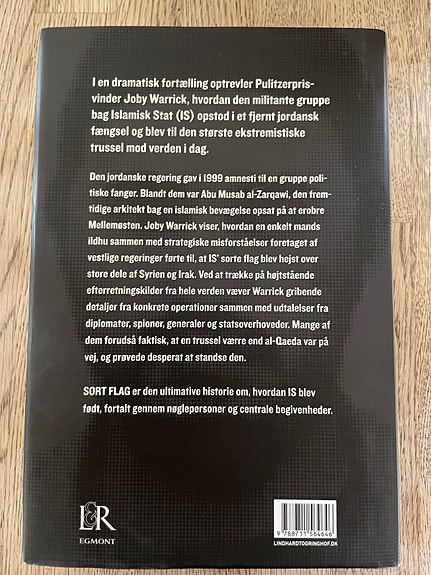 I en dramatisk fortælling optrevler Pulitzerpris-
vinder Joby Warrick, hvordan den militante gruppe
bag Islamisk Stat (IS) opstod i et fjernt jordansk
fængsel og blev til den største ekstremistiske
trussel mod verden i dag.
Den jordanske regering gav i 1999 amnesti til en gruppe poli-
tiske fanger. Blandt dem var Abu Musab al-Zarqawi, den frem-
tidige arkitekt bag en islamisk bevægelse opsat på at erobre
Mellemøsten. Joby Warrick viser, hvordan en enkelt mands
ildhu sammen med strategiske misforståelser foretaget af
vestlige regeringer førte til, at IS' sorte flag blev hejst over
store dele af Syrien og Irak. Ved at trække på højtstående
efterretningskilder fra hele verden væver Warrick gribende
detaljer fra konkrete operationer sammen med udtalelser fra
diplomater, spioner, generaler og statsoverhoveder. Mange af
dem forudså faktisk, at en trussel værre end al-Qaeda var på
vej, og prøvede desperat at standse den.
SORT FLAG er den ultimative historie om, hvordan IS blev
født, fortalt gennem nøglepersoner og centrale begivenheder.
L&R
EGMONT
9 788711 564646
LINDHARDTOGRINGHOF.DK